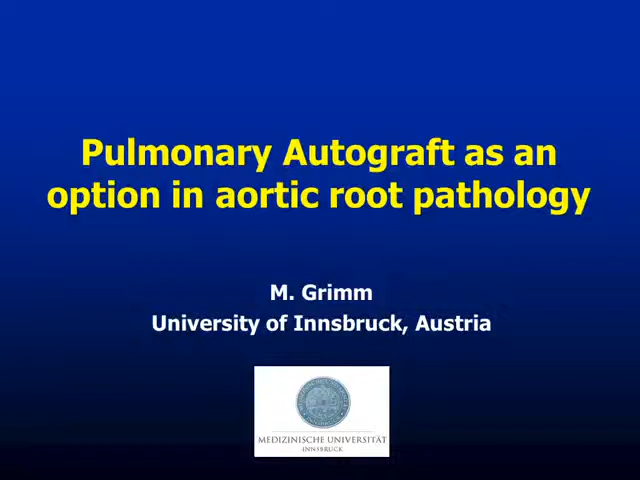 Pulmonary Autograft as an
option in aortic root pathology
M. Grimm
University of Innsbruck, Austria
MEDIZINISCHE UNIVERSITÄT
INNSBRUCK